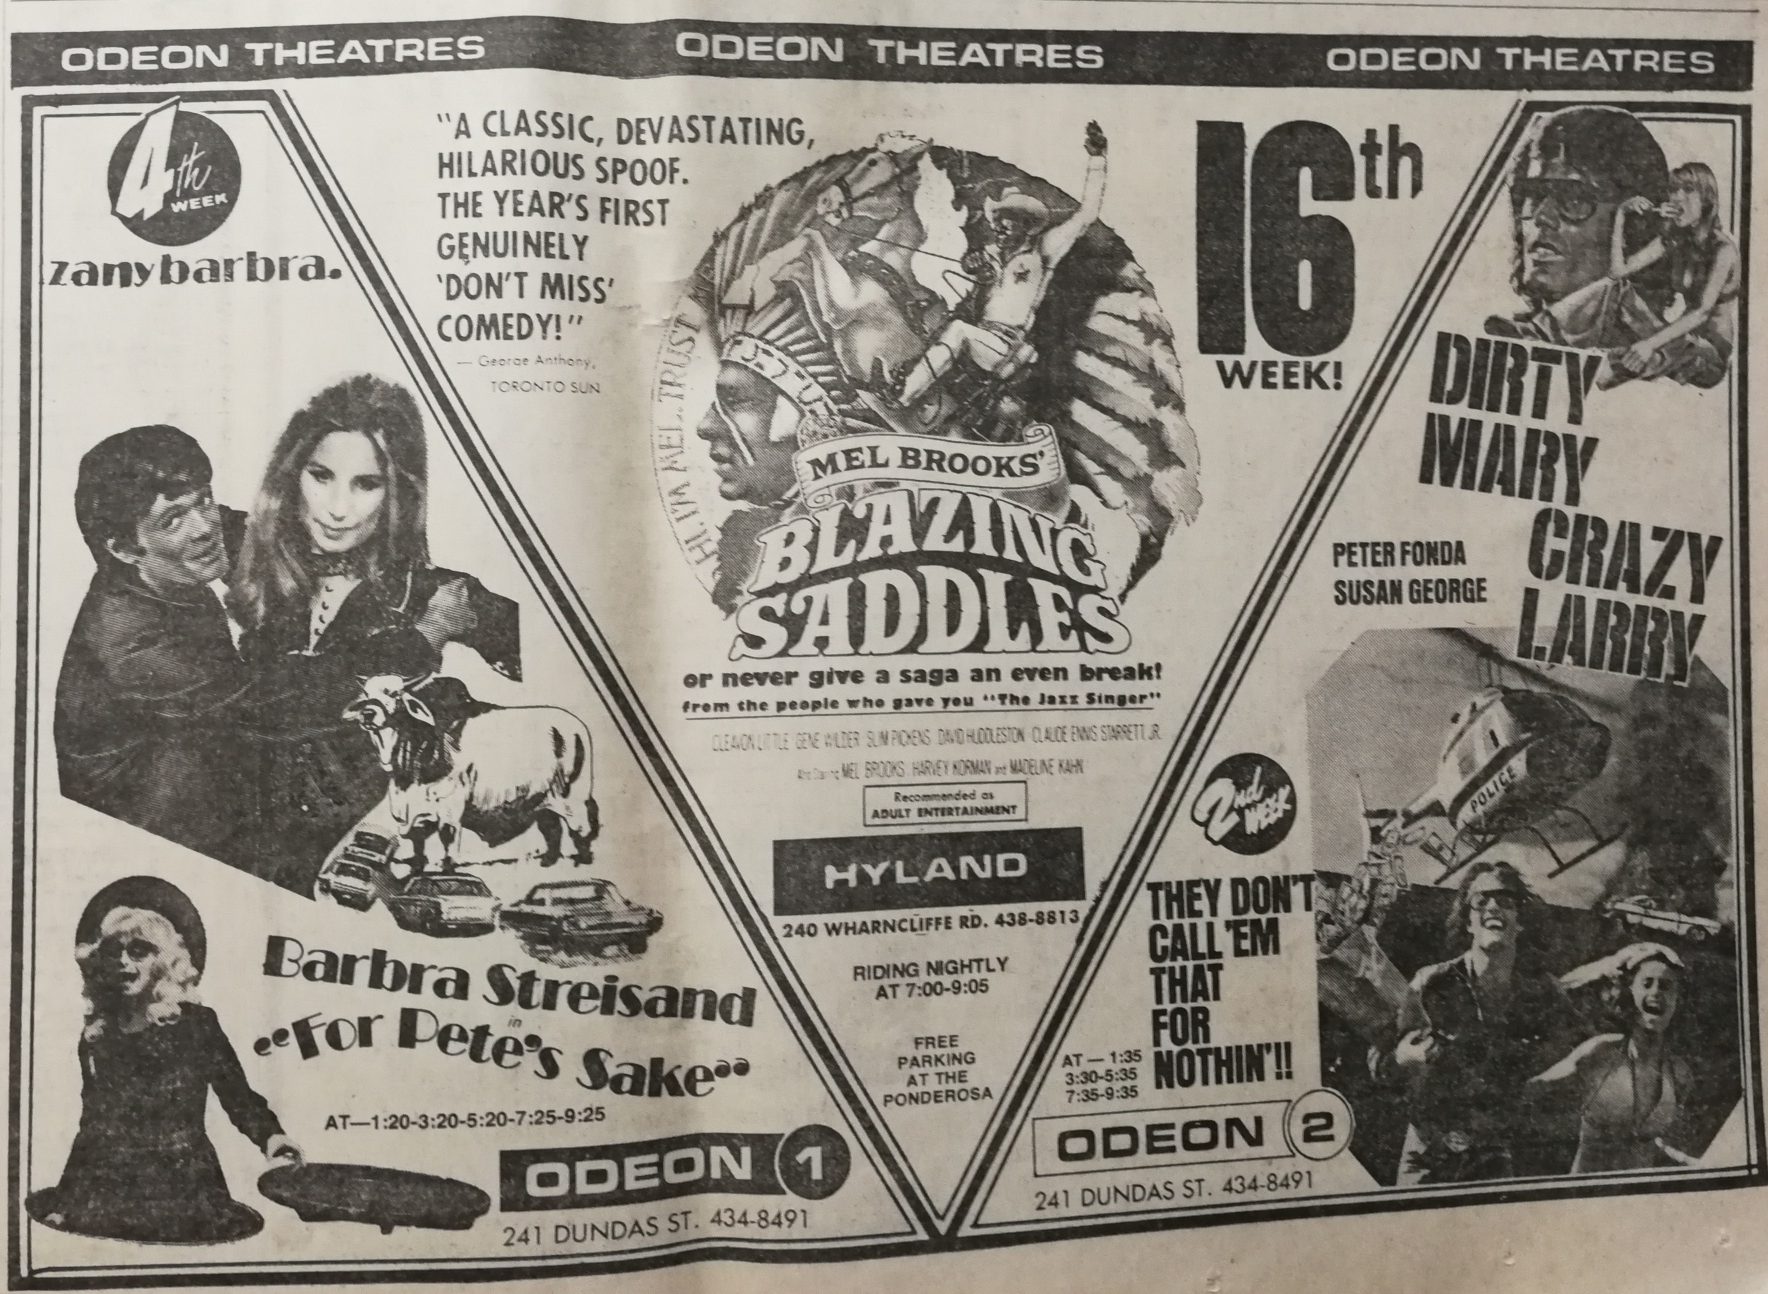 ODEON THEATRES ODEON THEATRES ODEON THEATRES
4th
WEEK
zany barbra.
Barbra Streisand
in
"For Pete's Sake"
AT—1:20-3:20-5:20-7:25-9:25
ODEON 1
241 DUNDAS ST. 434-8491
"A CLASSIC, DEVASTATING,
HILARIOUS SPOOF.
THE YEAR'S FIRST
GENUINELY
'DON'T MISS'
COMEDY!"
— George Anthony,
TORONTO SUN
16th
WEEK!
HI, I'M MEL, TRUST
MEL BROOKS'
BLAZING
SADDLES
or never give a saga an even break!
from the people who gave you "The Jazz Singer"
CLEAVON LITTLE · GENE WILDER · SLIM PICKENS · DAVID HUDDLESTON · CLAUDE ENNIS STARRETT, JR.
Also Starring MEL BROOKS, HARVEY KORMAN and MADELINE KAHN
Recommended as
ADULT ENTERTAINMENT
HYLAND
240 WHARNCLIFFE RD. 438-8813
RIDING NIGHTLY
AT 7:00-9:05
FREE
PARKING
AT THE
PONDEROSA
DIRTY
MARY
CRAZY
LARRY
PETER FONDA
SUSAN GEORGE
POLICE
2nd
WEEK
THEY DON'T
CALL 'EM
THAT
FOR
NOTHIN'!!
AT — 1:35
3:30-5:35
7:35-9:35
ODEON 2
241 DUNDAS ST. 434-8491